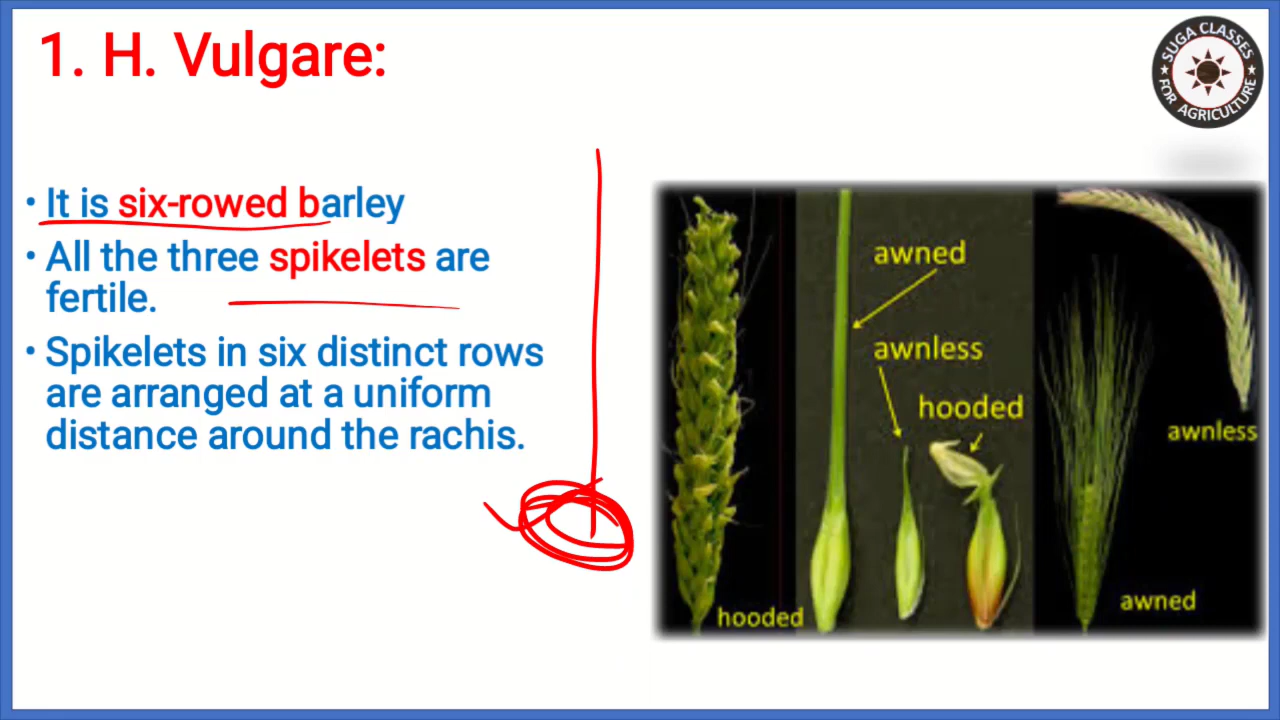 1. H. Vulgare:
SUGA CLASSES
FOR AGRICULTURE
• It is six-rowed barley
• All the three spikelets are
fertile.
• Spikelets in six distinct rows
are arranged at a uniform
distance around the rachis.
awned
awnless
hooded
awnless
awned
hooded